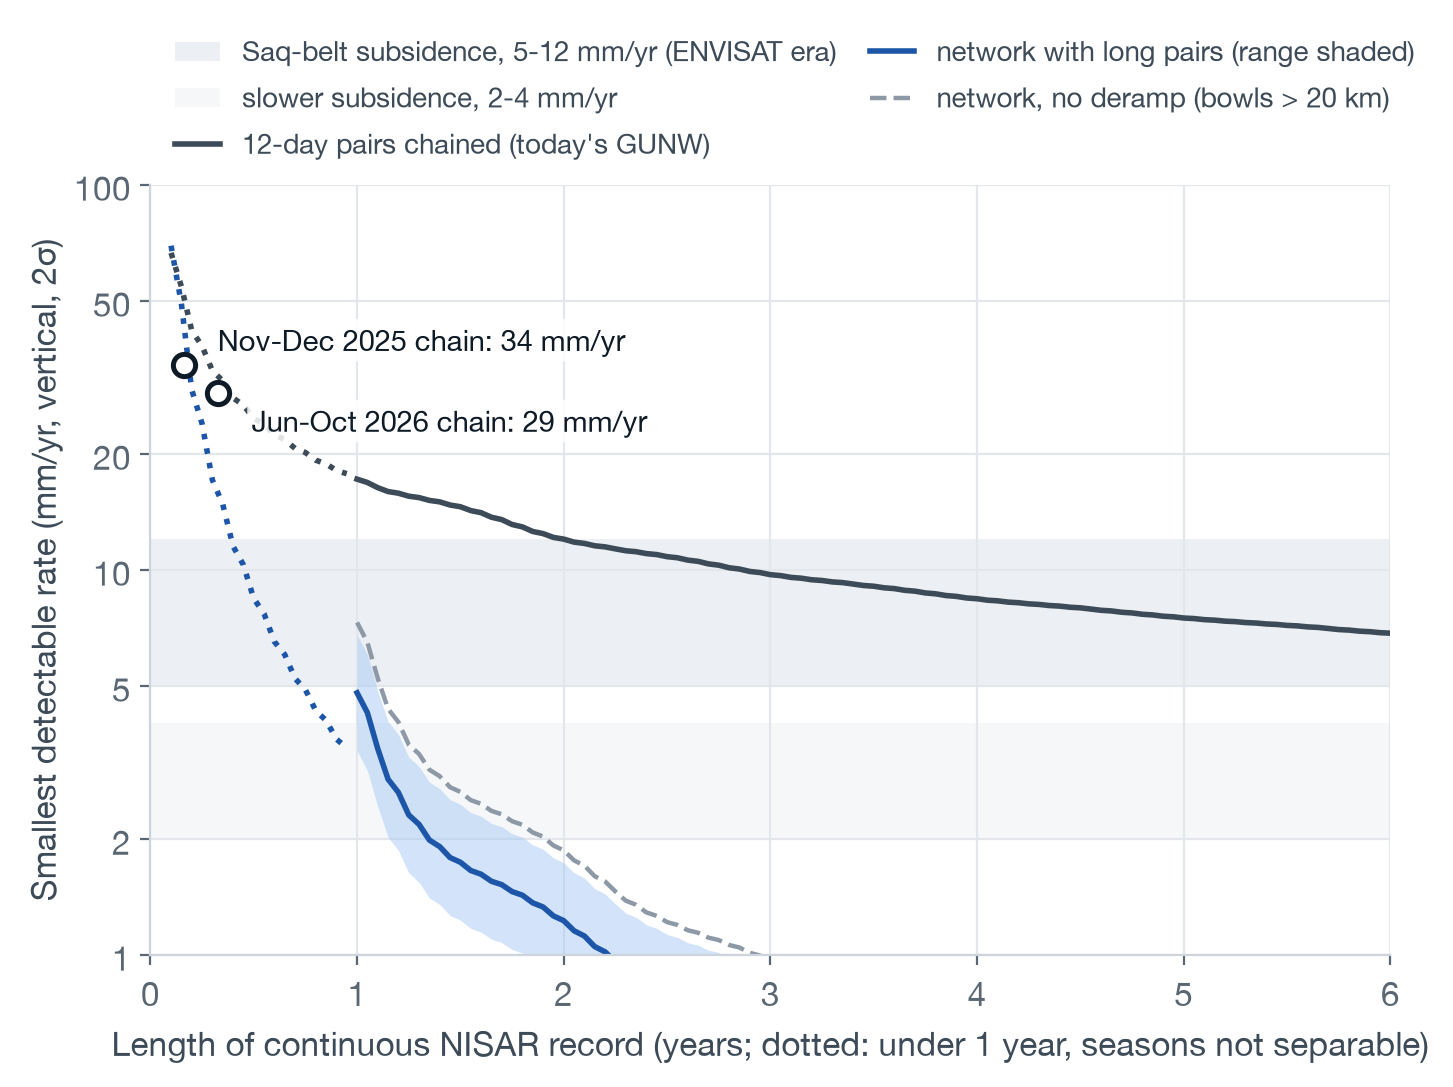 Saq-belt subsidence, 5-12 mm/yr (ENVISAT era)
slower subsidence, 2-4 mm/yr
12-day pairs chained (today's GUNW)
network with long pairs (range shaded)
network, no deramp (bowls > 20 km)
Smallest detectable rate (mm/yr, vertical, 2σ)
100
50
20
10
5
2
1
Nov-Dec 2025 chain: 34 mm/yr
Jun-Oct 2026 chain: 29 mm/yr
0 1 2 3 4 5 6
Length of continuous NISAR record (years; dotted: under 1 year, seasons not separable)